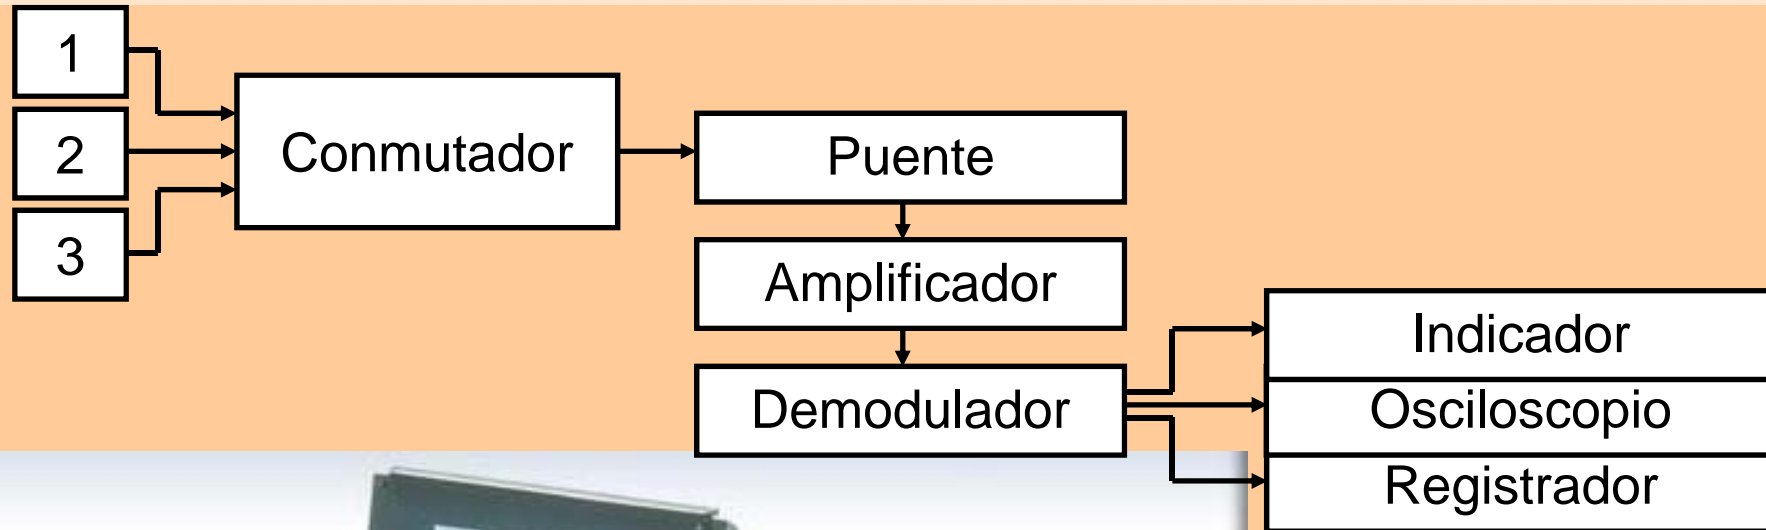 1
2
3
Conmutador
Puente
Amplificador
Demodulador
Indicador
Osciloscopio
Registrador